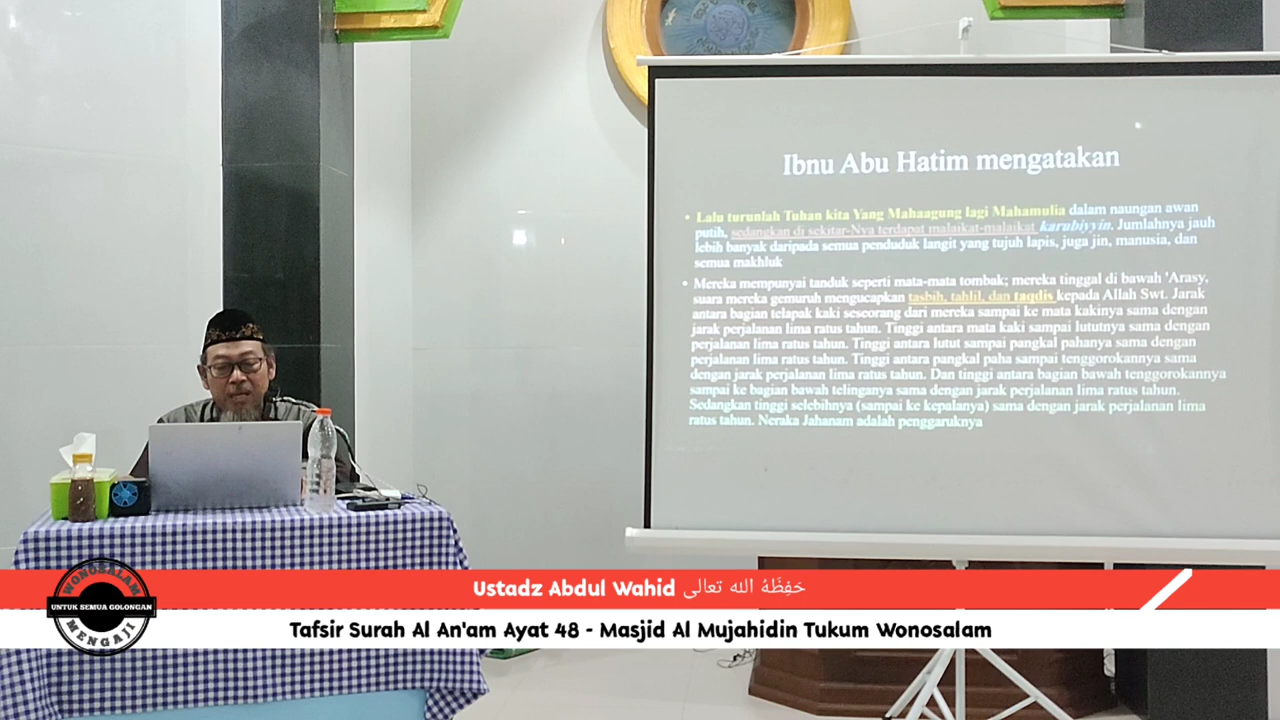 Ibnu Abu Hatim mengatakan
• Lalu turunlah Tuhan kita Yang Mahaagung lagi Mahamulia dalam naungan awan
putih, sedangkan di sekitar-Nya terdapat malaikat-malaikat karubiyyin. Jumlahnya jauh
lebih banyak daripada semua penduduk langit yang tujuh lapis, juga jin, manusia, dan
semua makhluk
• Mereka mempunyai tanduk seperti mata-mata tombak; mereka tinggal di bawah 'Arasy,
suara mereka gemuruh mengucapkan tasbih, tahlil, dan taqdis kepada Allah Swt. Jarak
antara bagian telapak kaki seseorang dari mereka sampai ke mata kakinya sama dengan
jarak perjalanan lima ratus tahun. Tinggi antara mata kaki sampai lututnya sama dengan
perjalanan lima ratus tahun. Tinggi antara lutut sampai pangkal pahanya sama dengan
perjalanan lima ratus tahun. Tinggi antara pangkal paha sampai tenggorokannya sama
dengan jarak perjalanan lima ratus tahun. Dan tinggi antara bagian bawah tenggorokannya
sampai ke bagian bawah telinganya sama dengan jarak perjalanan lima ratus tahun.
Sedangkan tinggi selebihnya (sampai ke kepalanya) sama dengan jarak perjalanan lima
ratus tahun. Neraka Jahanam adalah penggaruknya
Ustadz Abdul Wahid حَفِظَهُ الله تعالى
Tafsir Surah Al An'am Ayat 48 - Masjid Al Mujahidin Tukum Wonosalam
WONOSALAM
UNTUK SEMUA GOLONGAN
MENGAJI